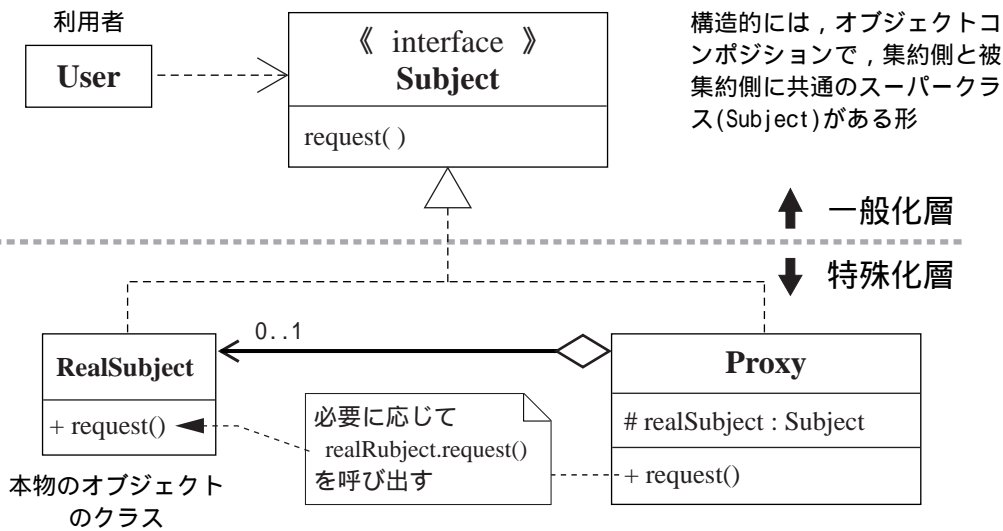 利用者
User
《 interface 》
Subject
request( )
構造的には，オブジェクトコ
ンポジションで，集約側と被
集約側に共通のスーパークラ
ス(Subject)がある形
一般化層
特殊化層
0..1
RealSubject
+ request()
本物のオブジェクト
のクラス
必要に応じて
realRubject.request()
を呼び出す
Proxy
# realSubject : Subject
+ request()